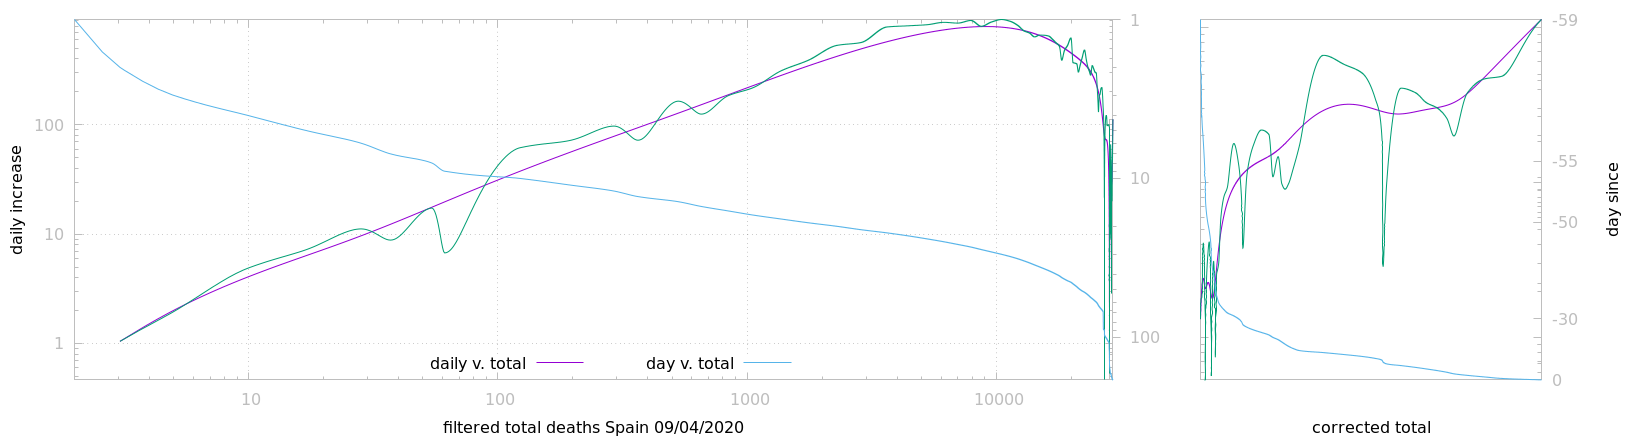 daily increase
100
10
1
10
100
1000
10000
1
10
100
daily v. total
day v. total
filtered total deaths Spain 09/04/2020
-59
-55
-50
-30
0
day since
corrected total